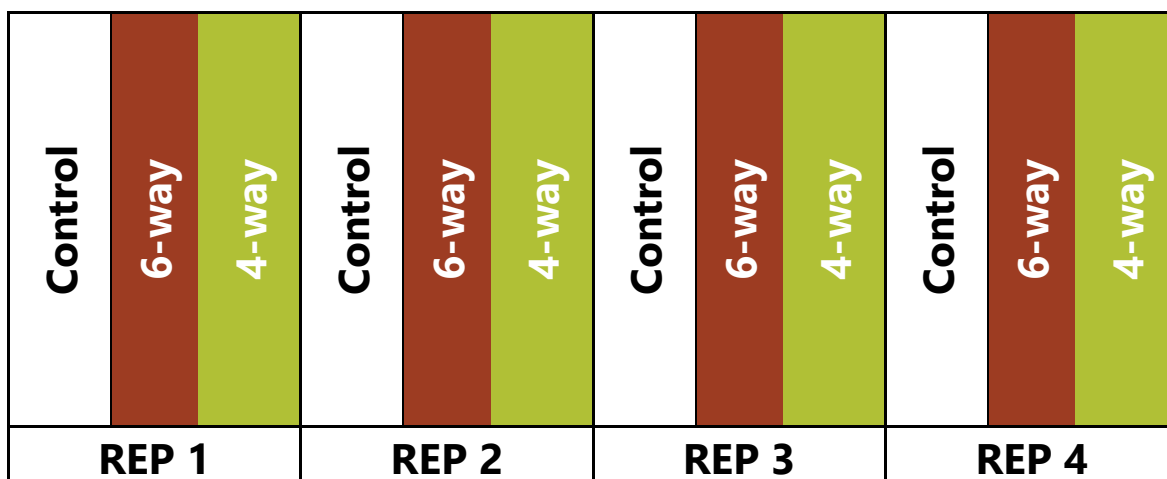 Control
6-way
4-way
Control
6-way
4-way
Control
6-way
4-way
Control
6-way
4-way
REP 1
REP 2
REP 3
REP 4